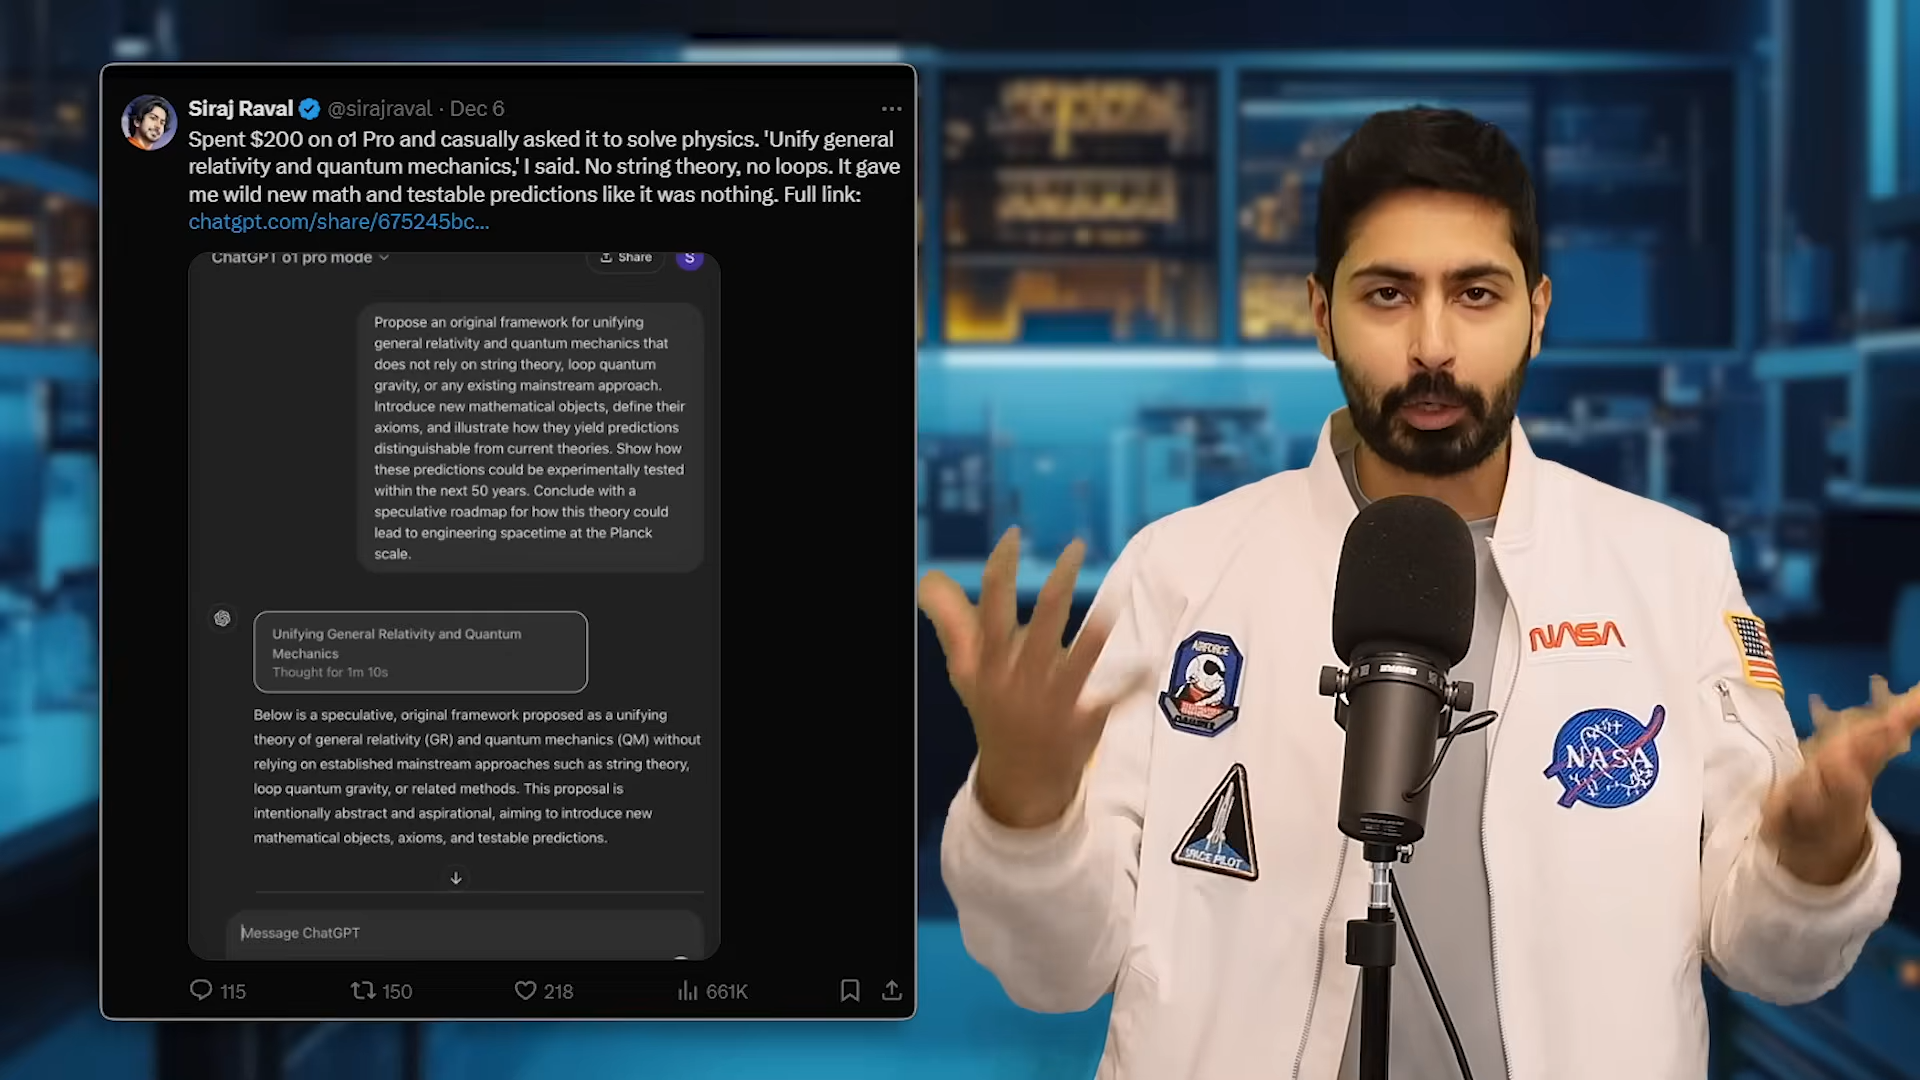 Siraj Raval @sirajraval · Dec 6
Spent $200 on o1 Pro and casually asked it to solve physics. 'Unify general
relativity and quantum mechanics,' I said. No string theory, no loops. It gave
me wild new math and testable predictions like it was nothing. Full link:
chatgpt.com/share/675245bc...
ChatGPT o1 pro mode
Share
S
Propose an original framework for unifying
general relativity and quantum mechanics that
does not rely on string theory, loop quantum
gravity, or any existing mainstream approach.
Introduce new mathematical objects, define their
axioms, and illustrate how they yield predictions
distinguishable from current theories. Show how
these predictions could be experimentally tested
within the next 50 years. Conclude with a
speculative roadmap for how this theory could
lead to engineering spacetime at the Planck
scale.
Unifying General Relativity and Quantum
Mechanics
Thought for 1m 10s
Below is a speculative, original framework proposed as a unifying
theory of general relativity (GR) and quantum mechanics (QM) without
relying on established mainstream approaches such as string theory,
loop quantum gravity, or related methods. This proposal is
intentionally abstract and aspirational, aiming to introduce new
mathematical objects, axioms, and testable predictions.
Message ChatGPT
115
150
218
661K
AIRFORCE
SPACE PILOT
NASA
NASA